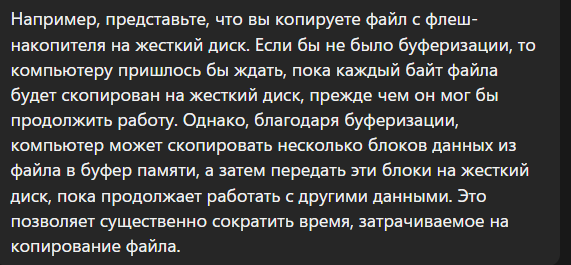 Например, представьте, что вы копируете файл с флеш-
накопителя на жесткий диск. Если бы не было буферизации, то
компьютеру пришлось бы ждать, пока каждый байт файла
будет скопирован на жесткий диск, прежде чем он мог бы
продолжить работу. Однако, благодаря буферизации,
компьютер может скопировать несколько блоков данных из
файла в буфер памяти, а затем передать эти блоки на жесткий
диск, пока продолжает работать с другими данными. Это
позволяет существенно сократить время, затрачиваемое на
копирование файла.